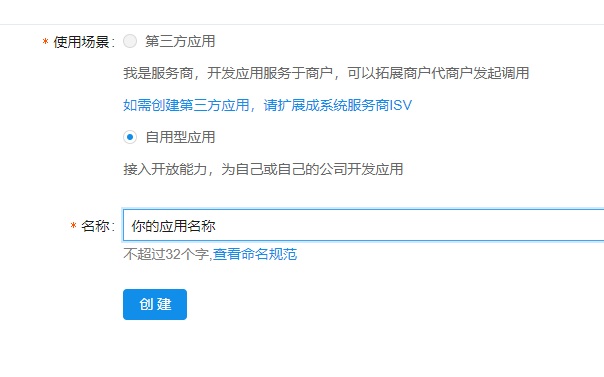 * 使用场景: 第三方应用
我是服务商，开发应用服务于商户，可以拓展商户代商户发起调用
如需创建第三方应用，请扩展成系统服务商ISV
自用型应用
接入开放能力，为自己或自己的公司开发应用
* 名称: 你的应用名称
不超过32个字,查看命名规范
创 建